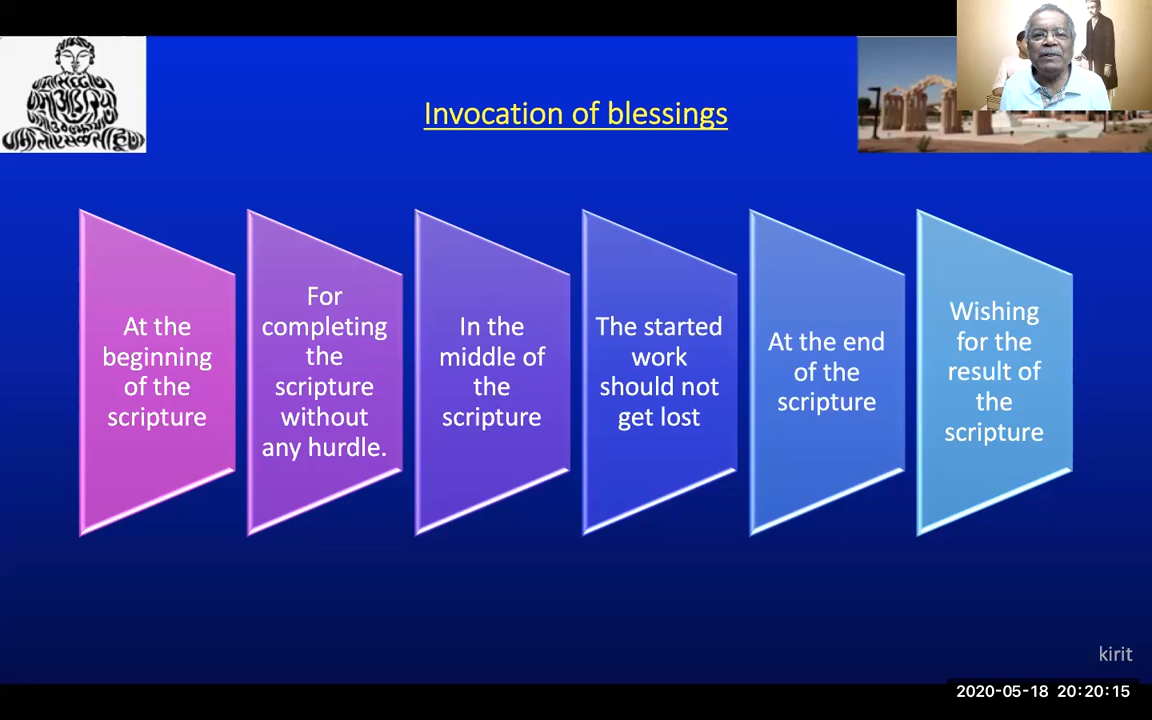 Invocation of blessings
At the
beginning
of the
scripture
For
completing
the
scripture
without
any hurdle.
In the
middle of
the
scripture
The started
work
should not
get lost
At the end
of the
scripture
Wishing
for the
result of
the
scripture
kirit
2020-05-18 20:20:15